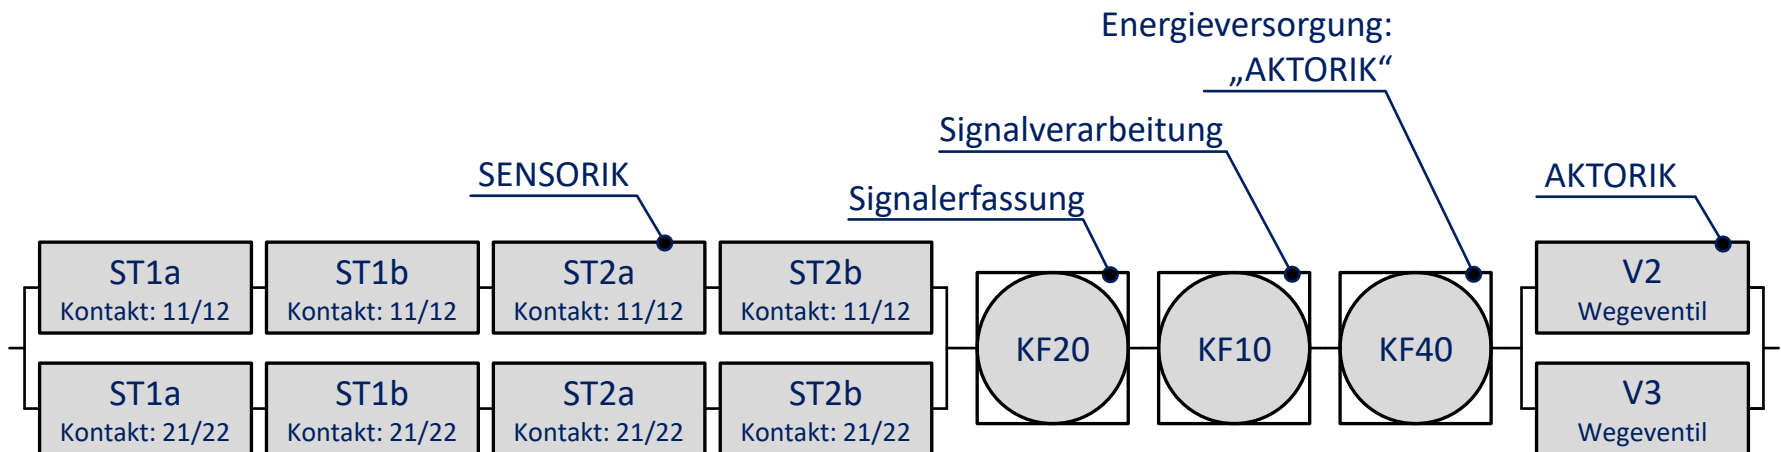 Energieversorgung:
„AKTORIK“
Signalverarbeitung
SENSORIK
Signalerfassung
AKTORIK
ST1a
Kontakt: 11/12
ST1b
Kontakt: 11/12
ST2a
Kontakt: 11/12
ST2b
Kontakt: 11/12
KF20
KF10
KF40
V2
Wegeventil
ST1a
Kontakt: 21/22
ST1b
Kontakt: 21/22
ST2a
Kontakt: 21/22
ST2b
Kontakt: 21/22
V3
Wegeventil